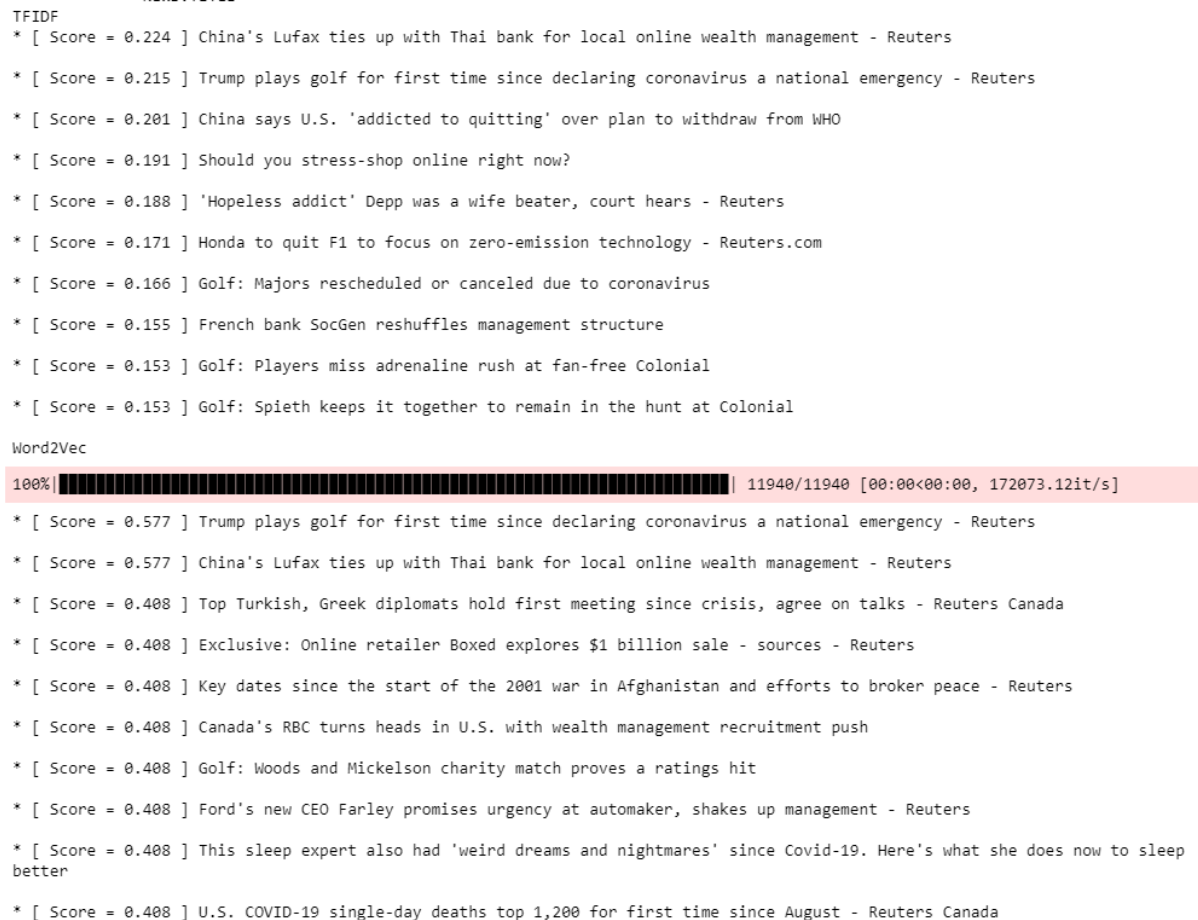 TFIDF
* [ Score = 0.224 ] China's Lufax ties up with Thai bank for local online wealth management - Reuters
* [ Score = 0.215 ] Trump plays golf for first time since declaring coronavirus a national emergency - Reuters
* [ Score = 0.201 ] China says U.S. 'addicted to quitting' over plan to withdraw from WHO
* [ Score = 0.191 ] Should you stress-shop online right now?
* [ Score = 0.188 ] 'Hopeless addict' Depp was a wife beater, court hears - Reuters
* [ Score = 0.171 ] Honda to quit F1 to focus on zero-emission technology - Reuters.com
* [ Score = 0.166 ] Golf: Majors rescheduled or canceled due to coronavirus
* [ Score = 0.155 ] French bank SocGen reshuffles management structure
* [ Score = 0.153 ] Golf: Players miss adrenaline rush at fan-free Colonial
* [ Score = 0.153 ] Golf: Spieth keeps it together to remain in the hunt at Colonial
Word2Vec
100%| | 11940/11940 [00:00<00:00, 172073.12it/s]
* [ Score = 0.577 ] Trump plays golf for first time since declaring coronavirus a national emergency - Reuters
* [ Score = 0.577 ] China's Lufax ties up with Thai bank for local online wealth management - Reuters
* [ Score = 0.408 ] Top Turkish, Greek diplomats hold first meeting since crisis, agree on talks - Reuters Canada
* [ Score = 0.408 ] Exclusive: Online retailer Boxed explores $1 billion sale - sources - Reuters
* [ Score = 0.408 ] Key dates since the start of the 2001 war in Afghanistan and efforts to broker peace - Reuters
* [ Score = 0.408 ] Canada's RBC turns heads in U.S. with wealth management recruitment push
* [ Score = 0.408 ] Golf: Woods and Mickelson charity match proves a ratings hit
* [ Score = 0.408 ] Ford's new CEO Farley promises urgency at automaker, shakes up management - Reuters
* [ Score = 0.408 ] This sleep expert also had 'weird dreams and nightmares' since Covid-19. Here's what she does now to sleep
better
* [ Score = 0.408 ] U.S. COVID-19 single-day deaths top 1,200 for first time since August - Reuters Canada